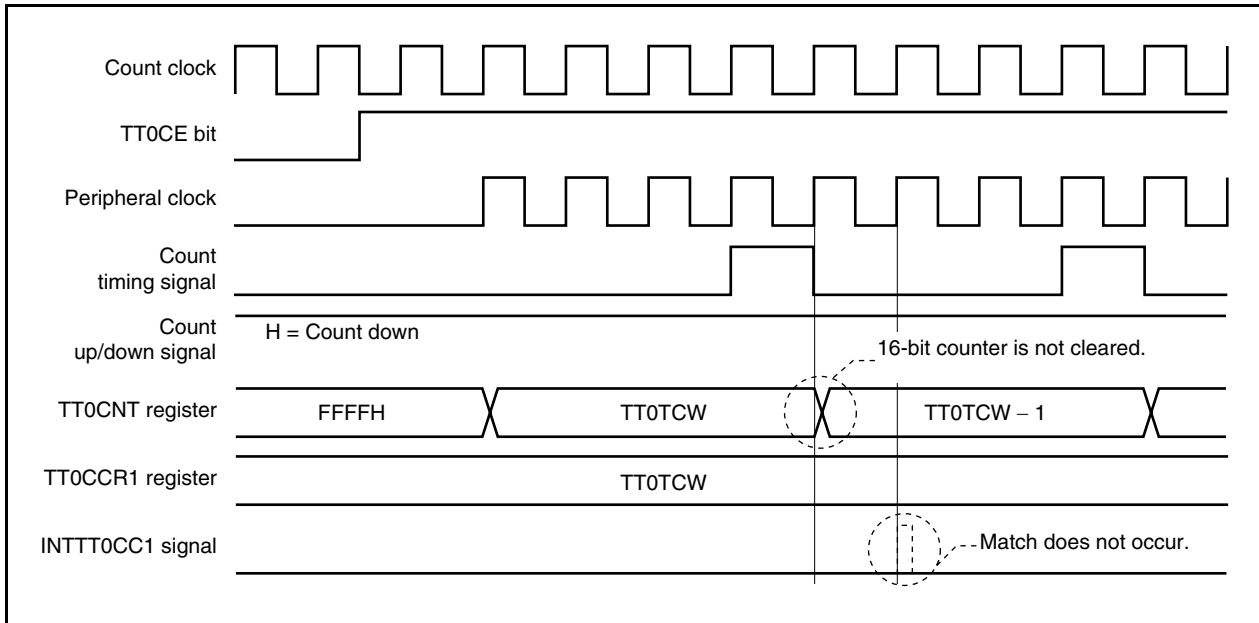 Count clock
TT0CE bit
Peripheral clock
Count
timing signal
Count
up/down signal
H = Count down
16-bit counter is not cleared.
TT0CNT register
FFFFH
TT0TCW
TT0TCW – 1
TT0CCR1 register
TT0TCW
INTTT0CC1 signal
Match does not occur.